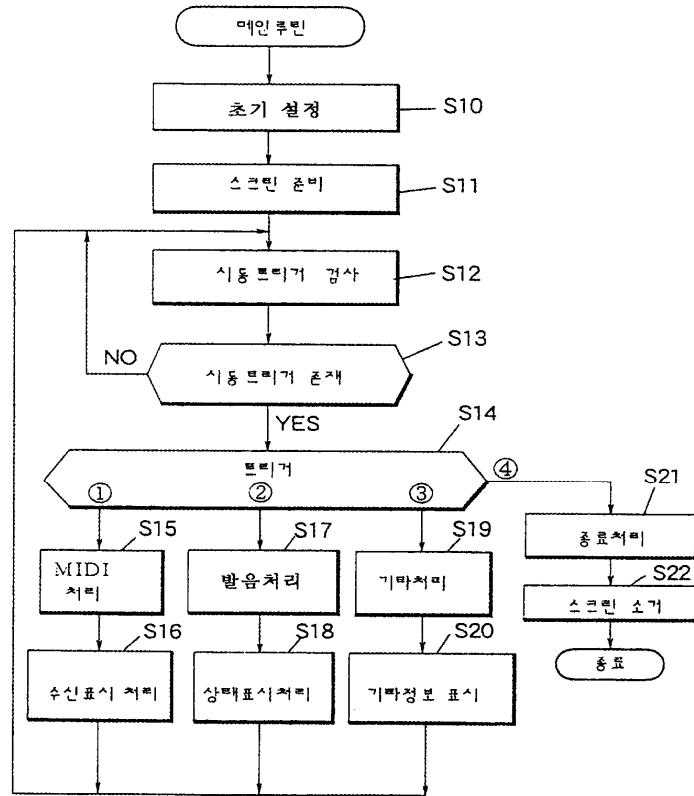 메인루틴
초기 설정
S10
스크린 준비
S11
시동트리거 검사
S12
시동트리거 존재
S13
NO
YES
트리거
S14
①
②
③
④
MIDI
처리
S15
발음처리
S17
기타처리
S19
종료처리
S21
수신표시 처리
S16
상태표시처리
S18
기타정보 표시
S20
스크린 소거
S22
종료